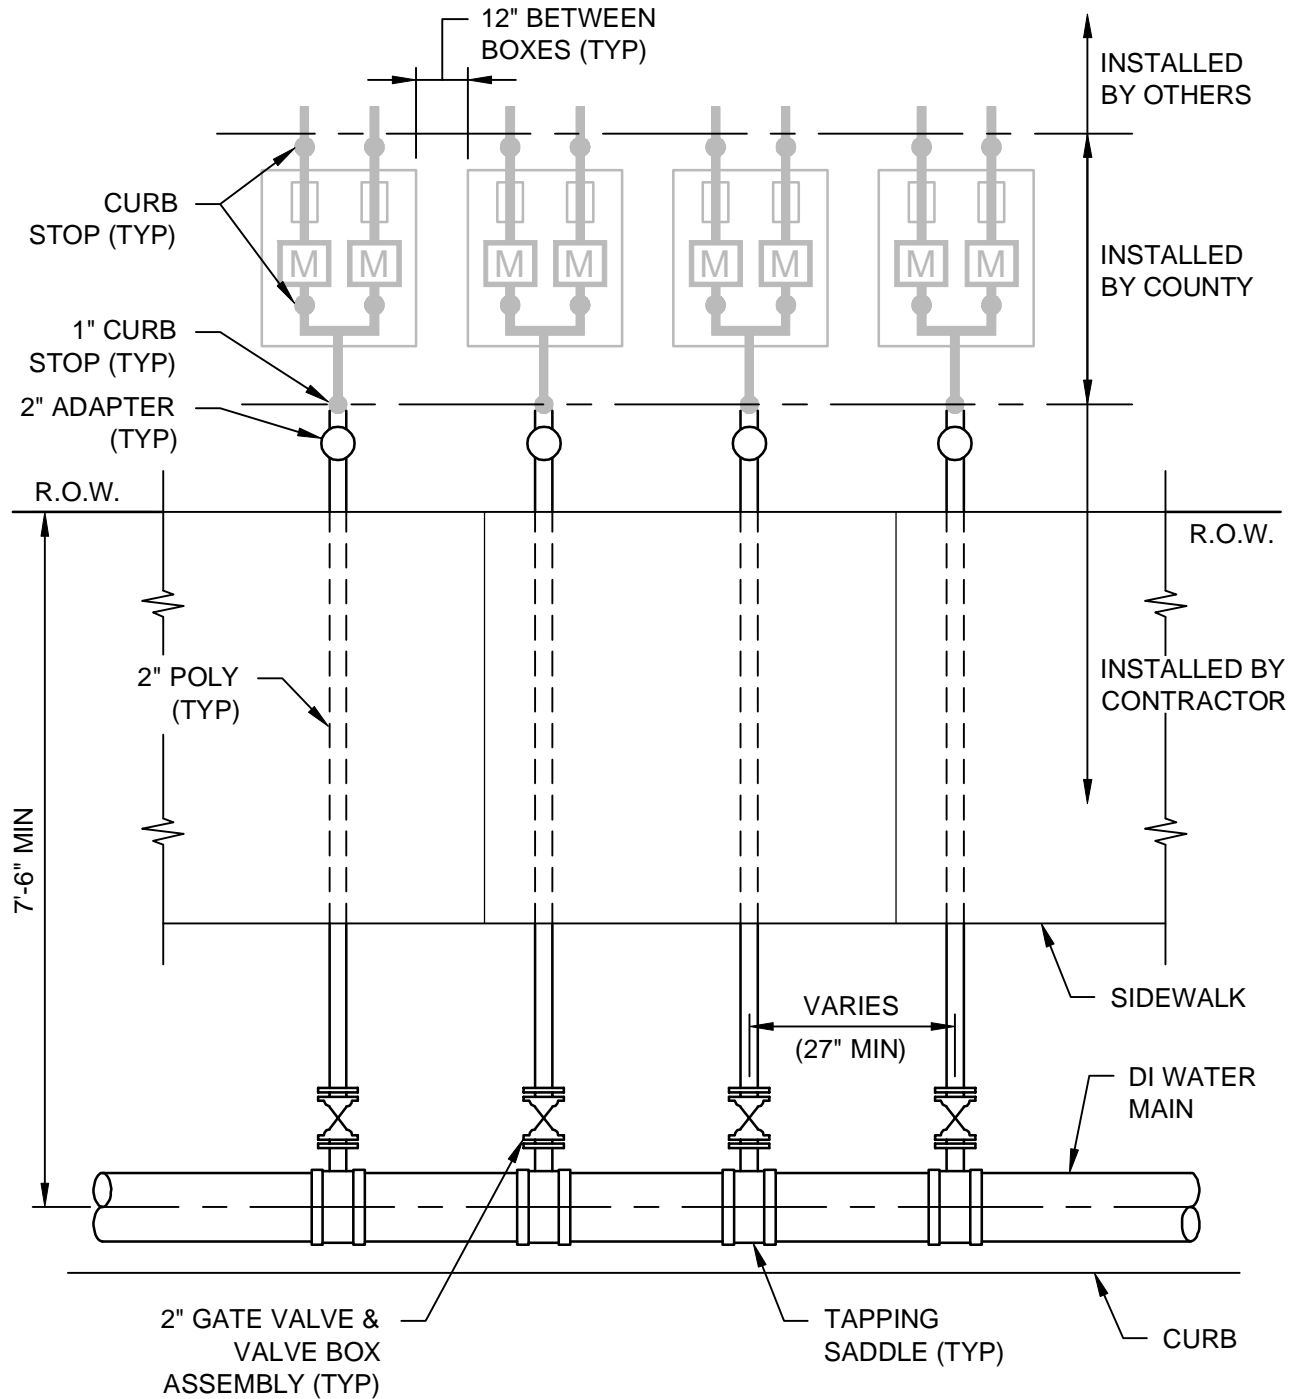 12" BETWEEN
BOXES (TYP)
INSTALLED
BY OTHERS
CURB
STOP (TYP)
M M M M M M M M
INSTALLED
BY COUNTY
1" CURB
STOP (TYP)
2" ADAPTER
(TYP)
R.O.W.
R.O.W.
2" POLY
(TYP)
INSTALLED BY
CONTRACTOR
7'-6" MIN
VARIES
(27" MIN)
SIDEWALK
DI WATER
MAIN
2" GATE VALVE &
VALVE BOX
ASSEMBLY (TYP)
TAPPING
SADDLE (TYP)
CURB